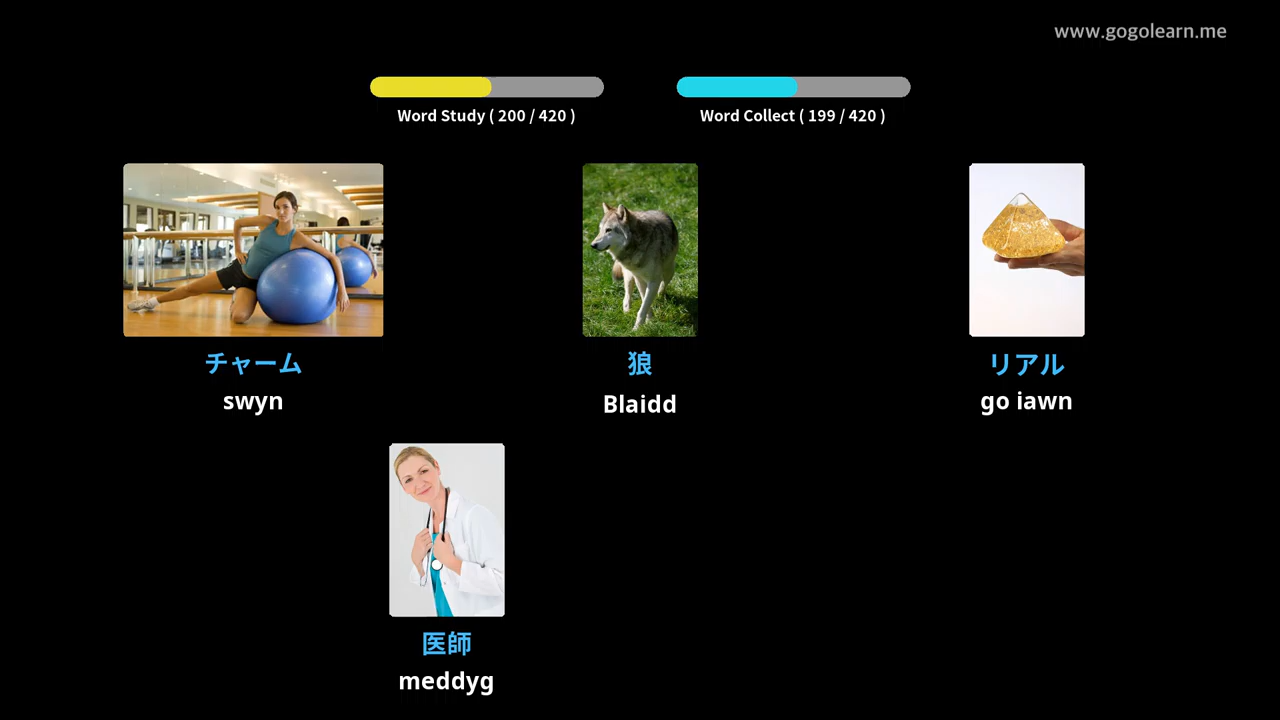 www.gogolearn.me
Word Study ( 200 / 420 )
Word Collect ( 199 / 420 )
チャーム
swyn
狼
Blaidd
リアル
go iawn
医師
meddyg